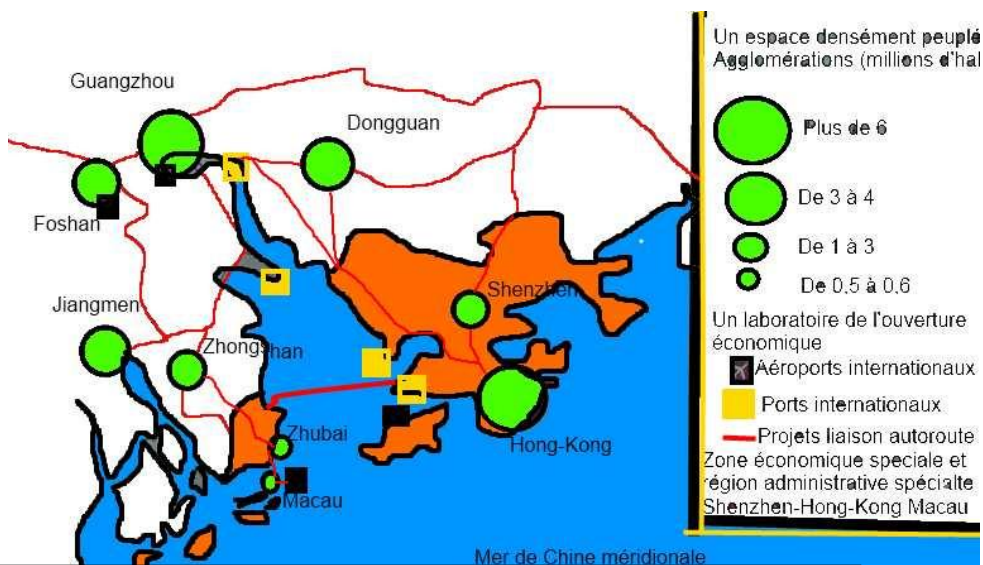 Guangzhou
Dongguan
Foshan
Jiangmen
Zhongshan
Shenzhen
Zhubai
Macau
Hong-Kong
Mer de Chine méridionale
Un espace densément peuplé
Agglomérations (millions d'hal
Plus de 6
De 3 à 4
De 1 à 3
De 0,5 à 0,6
Un laboratoire de l'ouverture
économique
Aéroports internationaux
Ports internationaux
Projets liaison autoroute
Zone économique speciale et
région administrative spécialte
Shenzhen-Hong-Kong Macau